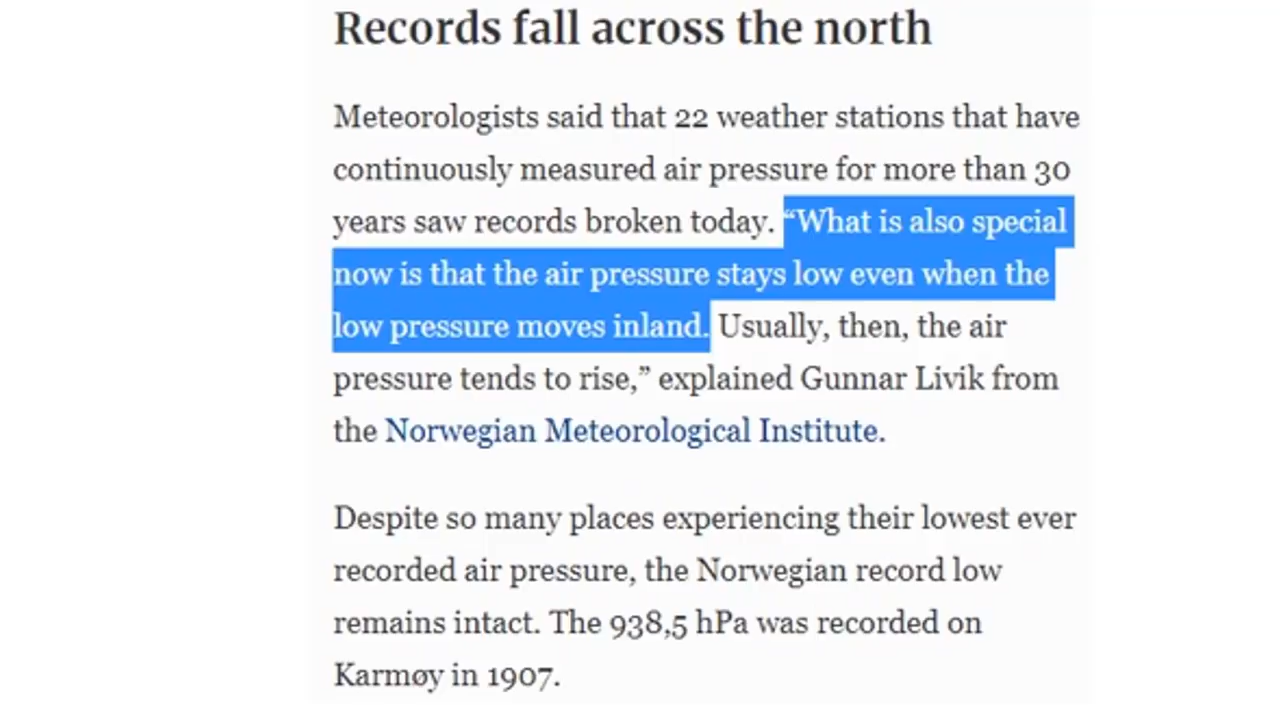 Records fall across the north
Meteorologists said that 22 weather stations that have
continuously measured air pressure for more than 30
years saw records broken today. “What is also special
now is that the air pressure stays low even when the
low pressure moves inland. Usually, then, the air
pressure tends to rise,” explained Gunnar Livik from
the Norwegian Meteorological Institute.
Despite so many places experiencing their lowest ever
recorded air pressure, the Norwegian record low
remains intact. The 938,5 hPa was recorded on
Karmøy in 1907.